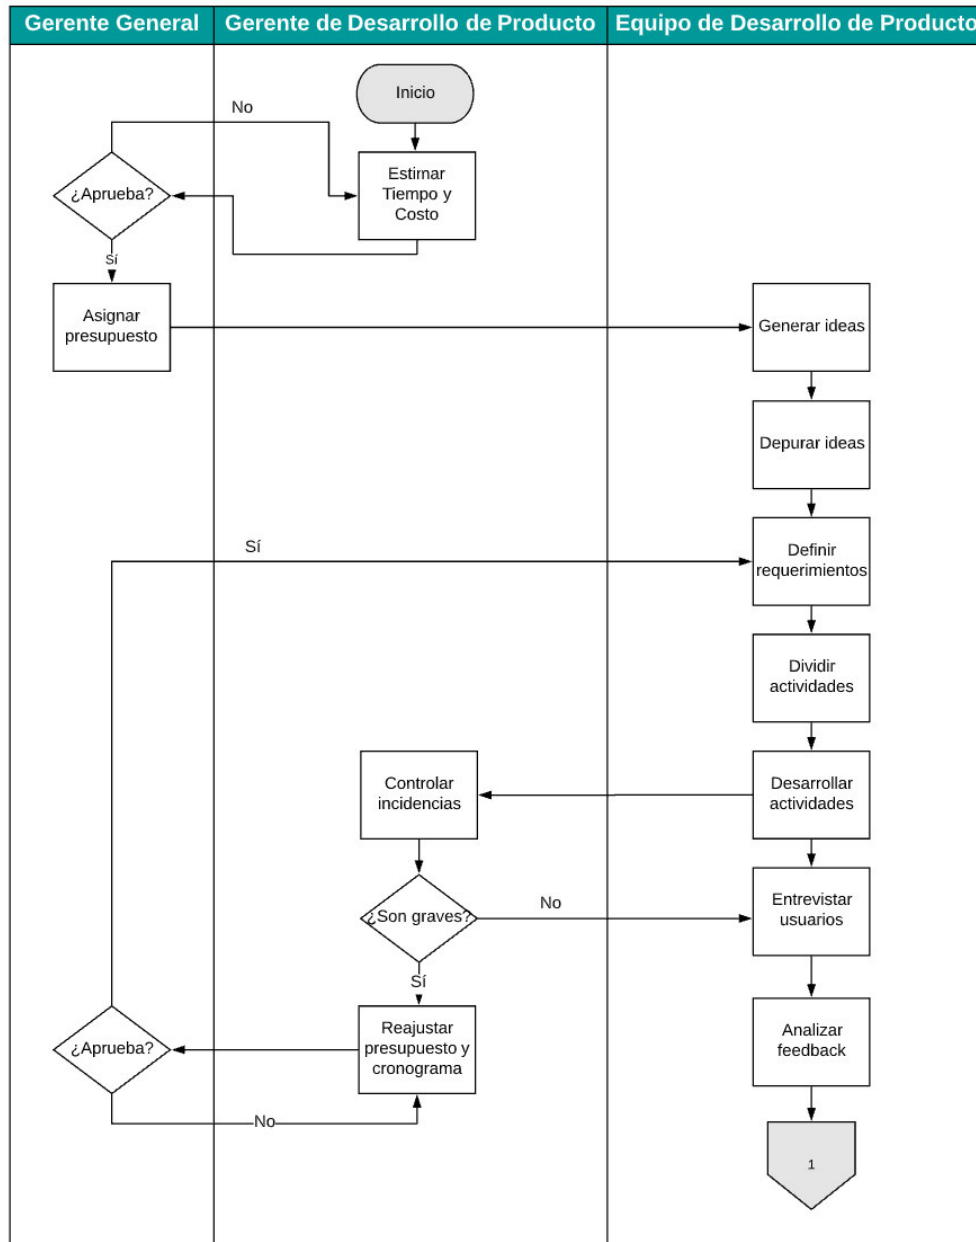 Gerente General
Gerente de Desarrollo de Producto
Equipo de Desarrollo de Producto
Inicio
No
Estimar
Tiempo y
Costo
¿Aprueba?
Sí
Asignar
presupuesto
Generar ideas
Depurar ideas
Sí
Definir
requerimientos
Dividir
actividades
Controlar
incidencias
Desarrollar
actividades
¿Son graves?
No
Entrevistar
usuarios
Sí
¿Aprueba?
Reajustar
presupuesto y
cronograma
Analizar
feedback
No
1